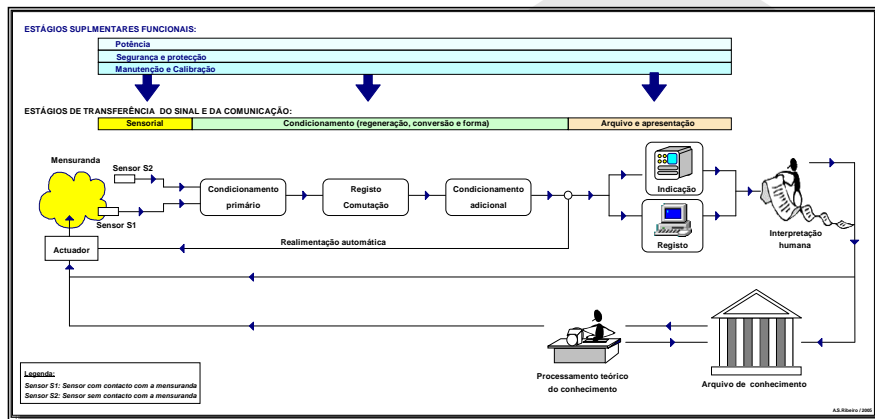 ESTÁGIOS SUPLMENTARES FUNCIONAIS:
Potência
Segurança e protecção
Manutenção e Calibração
ESTÁGIOS DE TRANSFERÊNCIA DO SINAL E DA COMUNICAÇÃO:
Sensorial
Condicionamento (regeneração, conversão e forma)
Arquivo e apresentação
Mensuranda
Sensor S2
Sensor S1
Condicionamento
primário
Registo
Comutação
Condicionamento
adicional
Indicação
Registo
Interpretação
humana
Actuador
Realimentação automática
Processamento teórico
do conhecimento
Arquivo de conhecimento
Legenda:
Sensor S1: Sensor com contacto com a mensuranda
Sensor S2: Sensor sem contacto com a mensuranda
A.S.Ribeiro / 2005